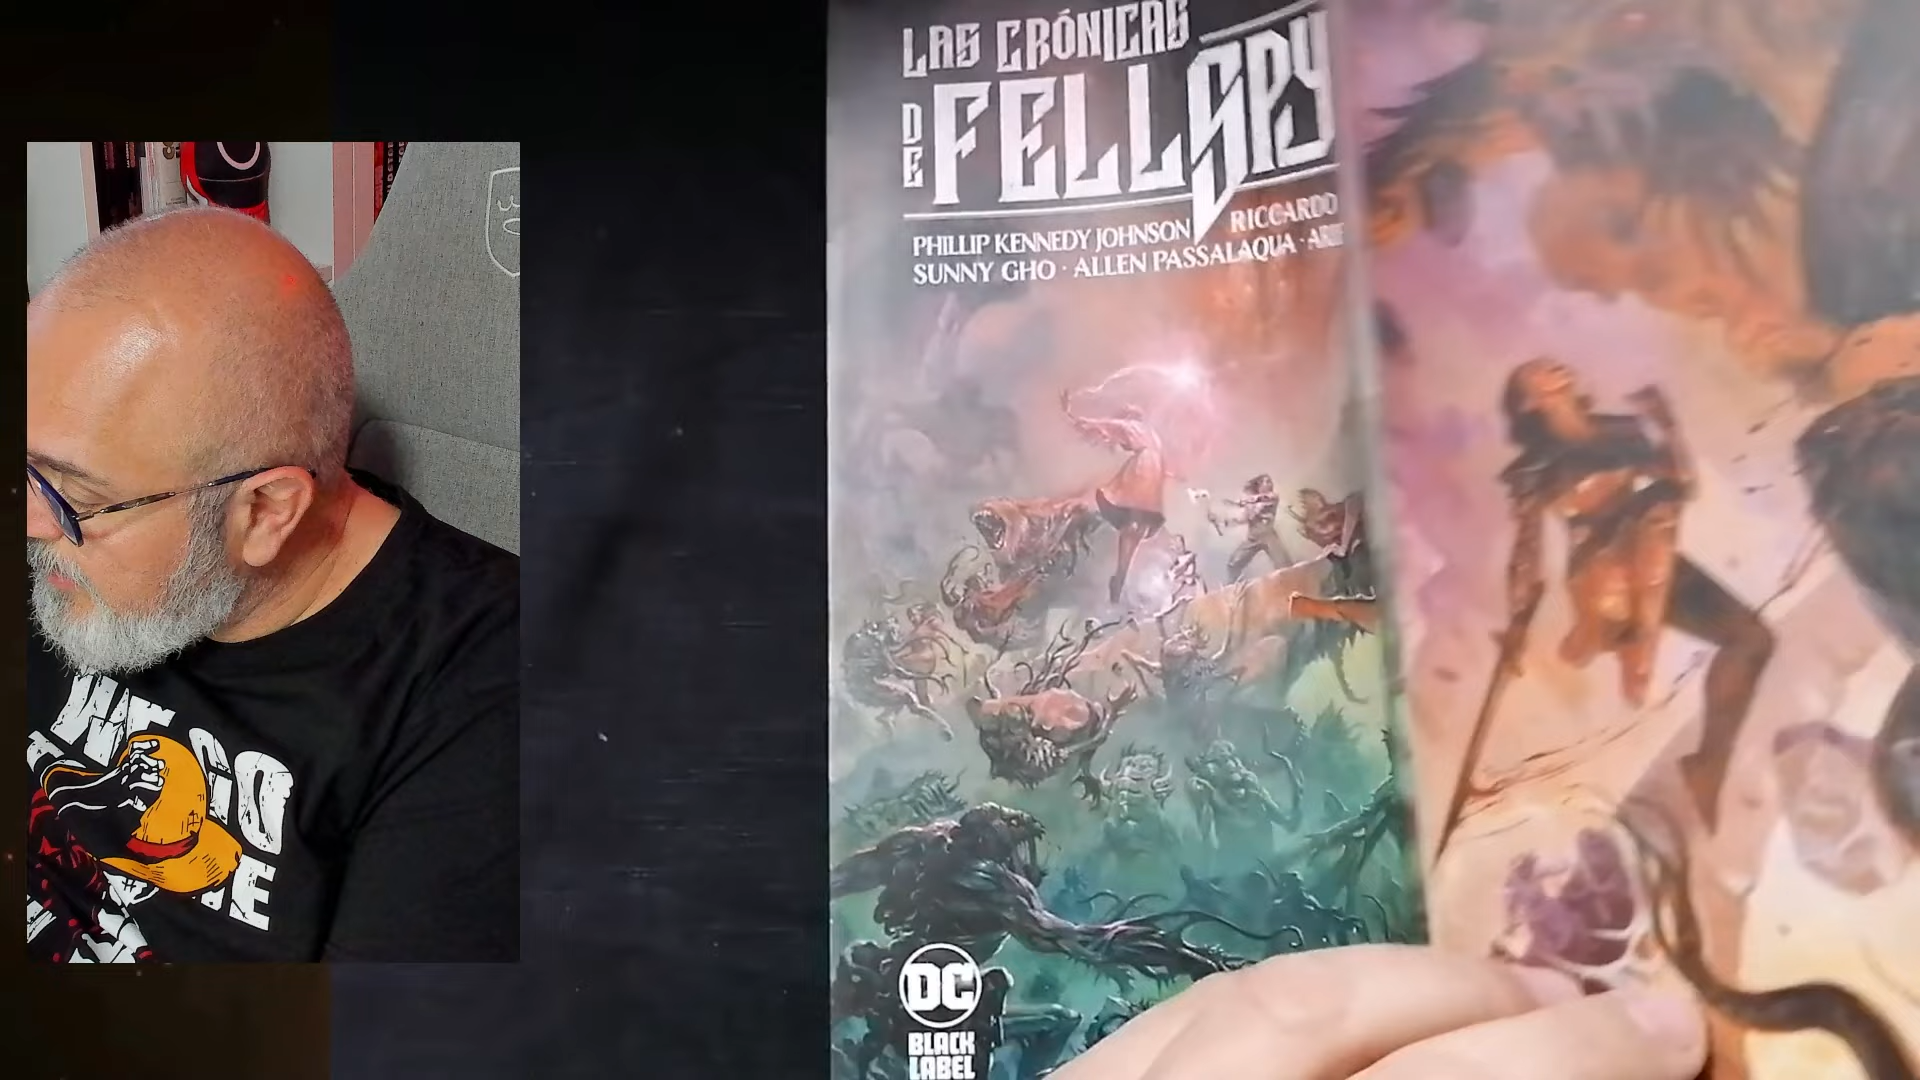 LAS CRÓNICAS
DE FELLSPY
PHILLIP KENNEDY JOHNSON RICCARDO
SUNNY GHO · ALLEN PASSALAQUA ·
DC
BLACK
LABEL